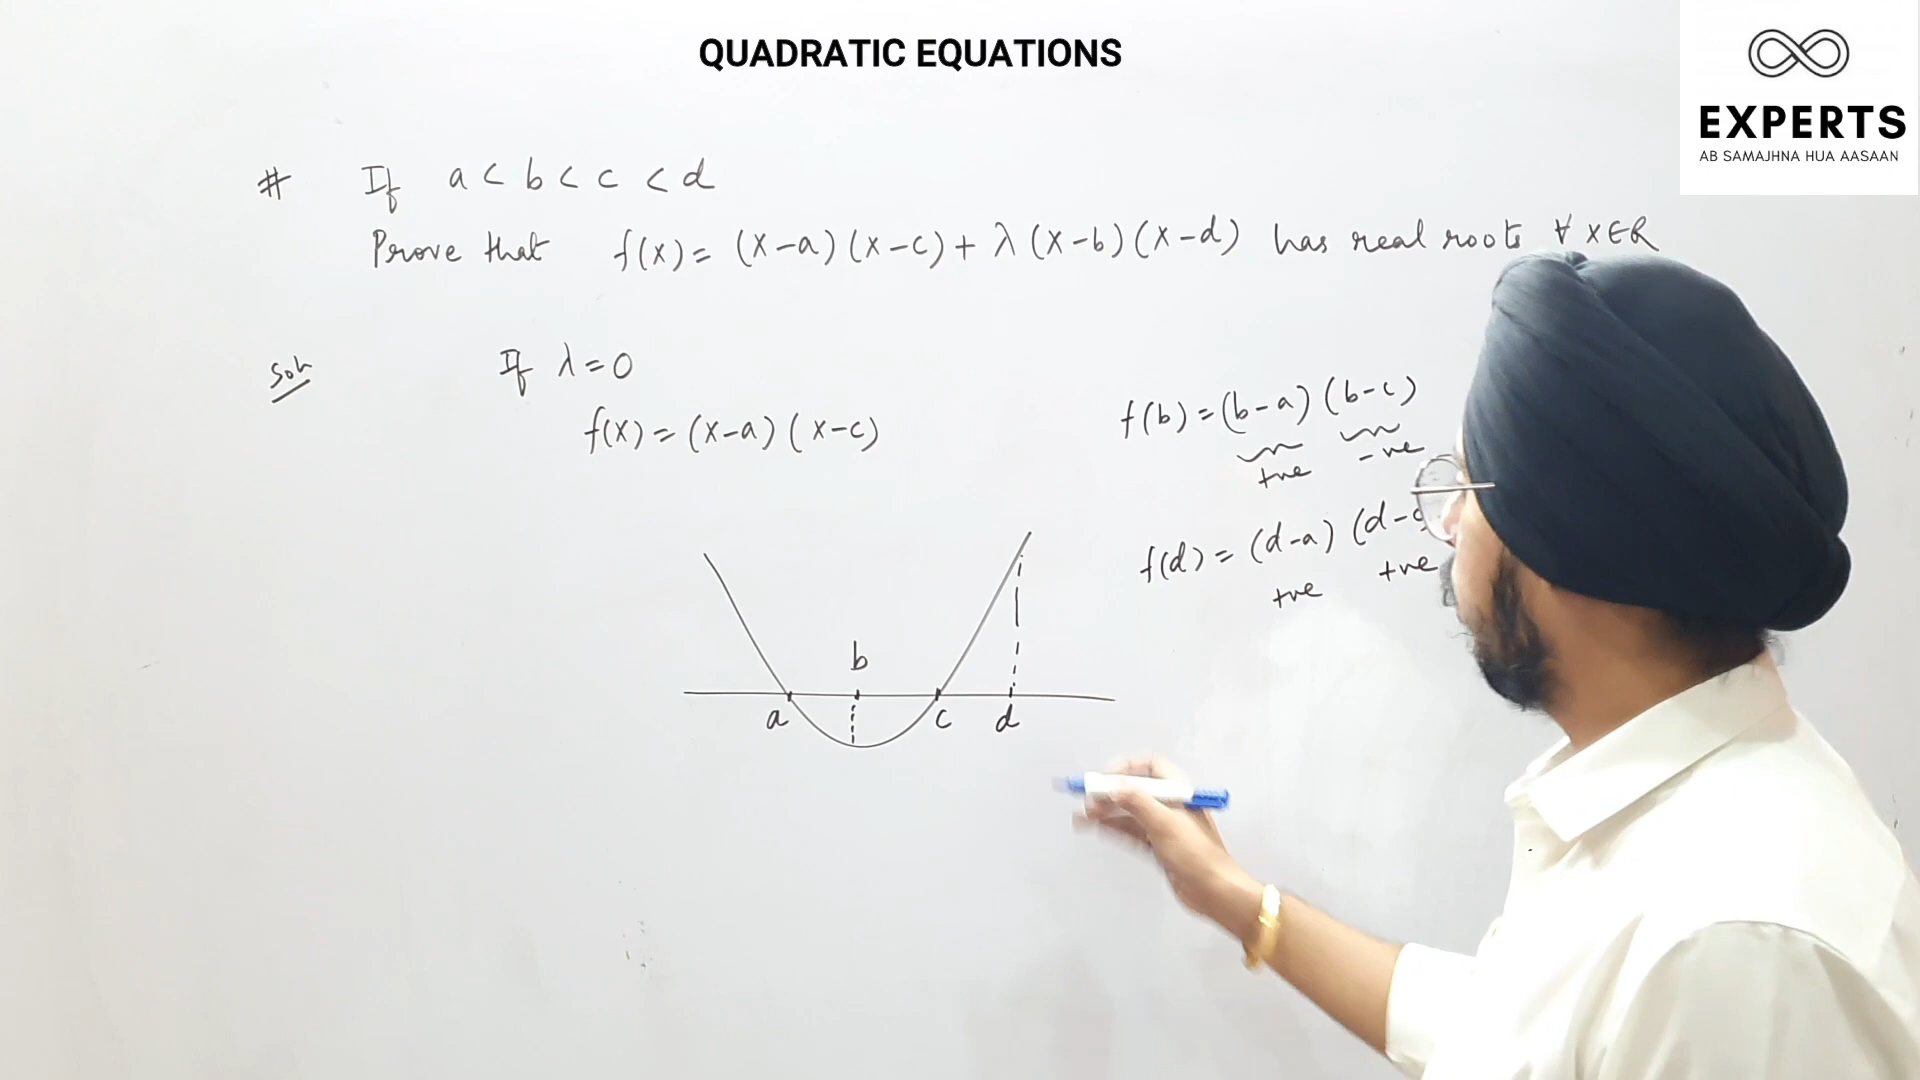 QUADRATIC EQUATIONS
EXPERTS
AB SAMAJHNA HUA AASAAN
# If a < b < c < d
Prove that f(x) = (x-a)(x-c) + λ(x-b)(x-d) has real roots ∀ x∈R
Soln If λ = 0
f(x) = (x-a)(x-c)
f(b) = (b-a)(b-c)
+ve -ve
f(d) = (d-a)(d-c
+ve +ve
b
a c d